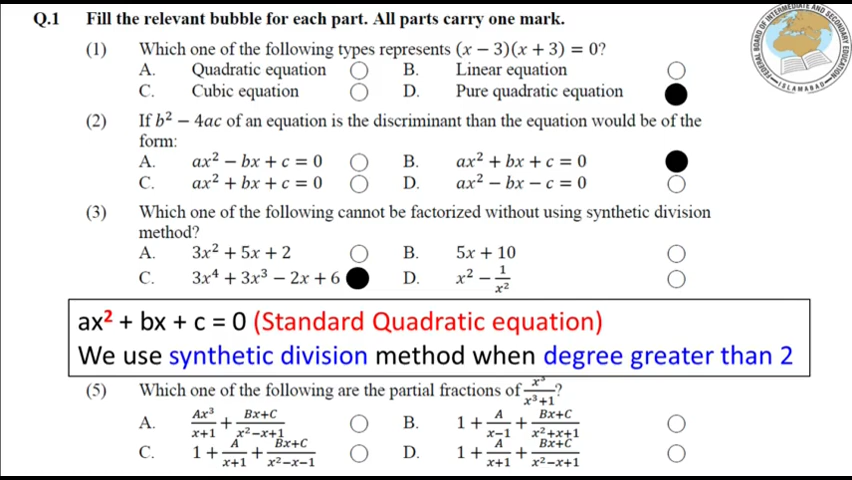 Q.1 Fill the relevant bubble for each part. All parts carry one mark.
(1) Which one of the following types represents (x − 3)(x + 3) = 0?
A. Quadratic equation B. Linear equation
C. Cubic equation D. Pure quadratic equation
(2) If b² − 4ac of an equation is the discriminant than the equation would be of the
form:
A. ax² − bx + c = 0 B. ax² + bx + c = 0
C. ax² + bx + c = 0 D. ax² − bx − c = 0
(3) Which one of the following cannot be factorized without using synthetic division
method?
A. 3x² + 5x + 2 B. 5x + 10
C. 3x⁴ + 3x³ − 2x + 6 D. x² − 1/x²
ax² + bx + c = 0 (Standard Quadratic equation)
We use synthetic division method when degree greater than 2
(5) Which one of the following are the partial fractions of x³/x³+1?
A. Ax³/x+1 + Bx+C/x²−x+1 B. 1 + A/x−1 + Bx+C/x²+x+1
C. 1 + A/x+1 + Bx+C/x²−x−1 D. 1 + A/x+1 + Bx+C/x²−x+1
FEDERAL BOARD OF INTERMEDIATE AND SECONDARY EDUCATION
ISLAMABAD